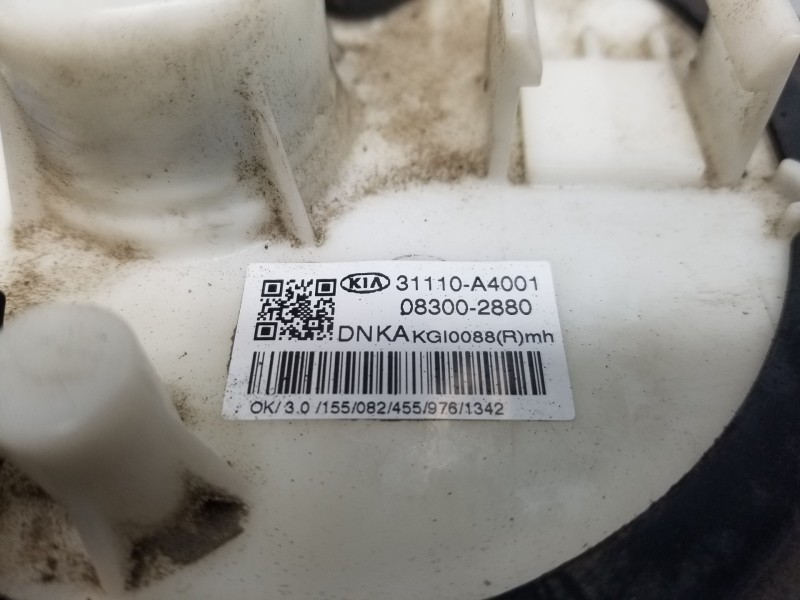 KIA 31110-A4001
08300-2880
DNKA KGI0088(R)mh
OK/ 3.0 /155/082/455/976/1342